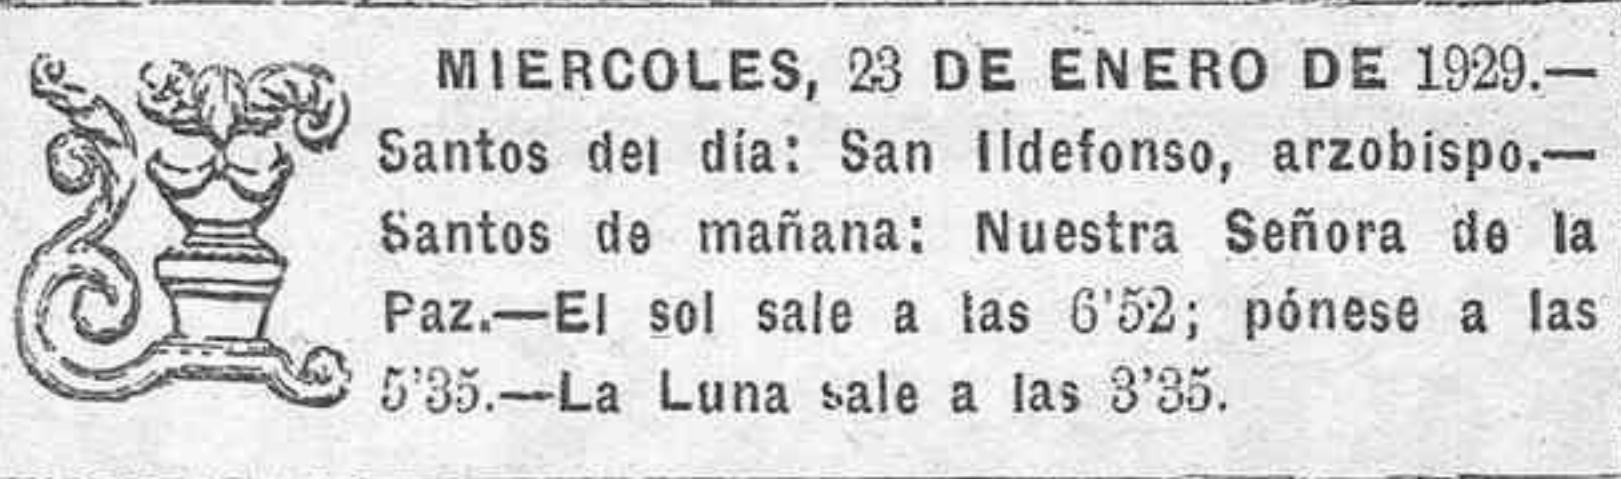 MIERCOLES, 23 DE ENERO DE 1929.—
Santos del día: San Ildefonso, arzobispo.—
Santos de mañana: Nuestra Señora de la
Paz.—El sol sale a las 6'52; pónese a las
5'35.—La Luna sale a las 3'35.